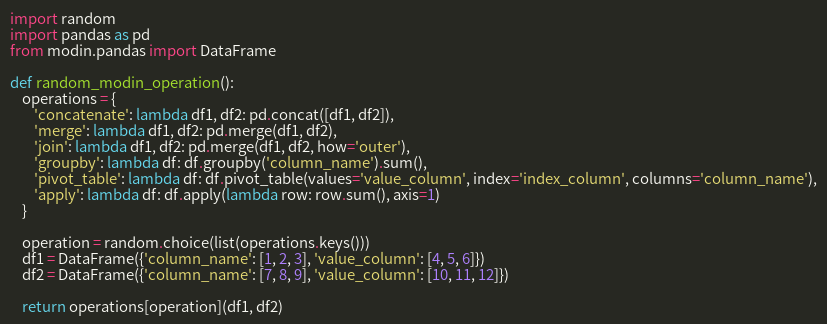 import random
import pandas as pd
from modin.pandas import DataFrame

def random_modin_operation():
    operations = {
        'concatenate': lambda df1, df2: pd.concat([df1, df2]),
        'merge': lambda df1, df2: pd.merge(df1, df2),
        'join': lambda df1, df2: pd.merge(df1, df2, how='outer'),
        'groupby': lambda df: df.groupby('column_name').sum(),
        'pivot_table': lambda df: df.pivot_table(values='value_column', index='index_column', columns='column_name'),
        'apply': lambda df: df.apply(lambda row: row.sum(), axis=1)
    }

    operation = random.choice(list(operations.keys()))
    df1 = DataFrame({'column_name': [1, 2, 3], 'value_column': [4, 5, 6]})
    df2 = DataFrame({'column_name': [7, 8, 9], 'value_column': [10, 11, 12]})

    return operations[operation](df1, df2)